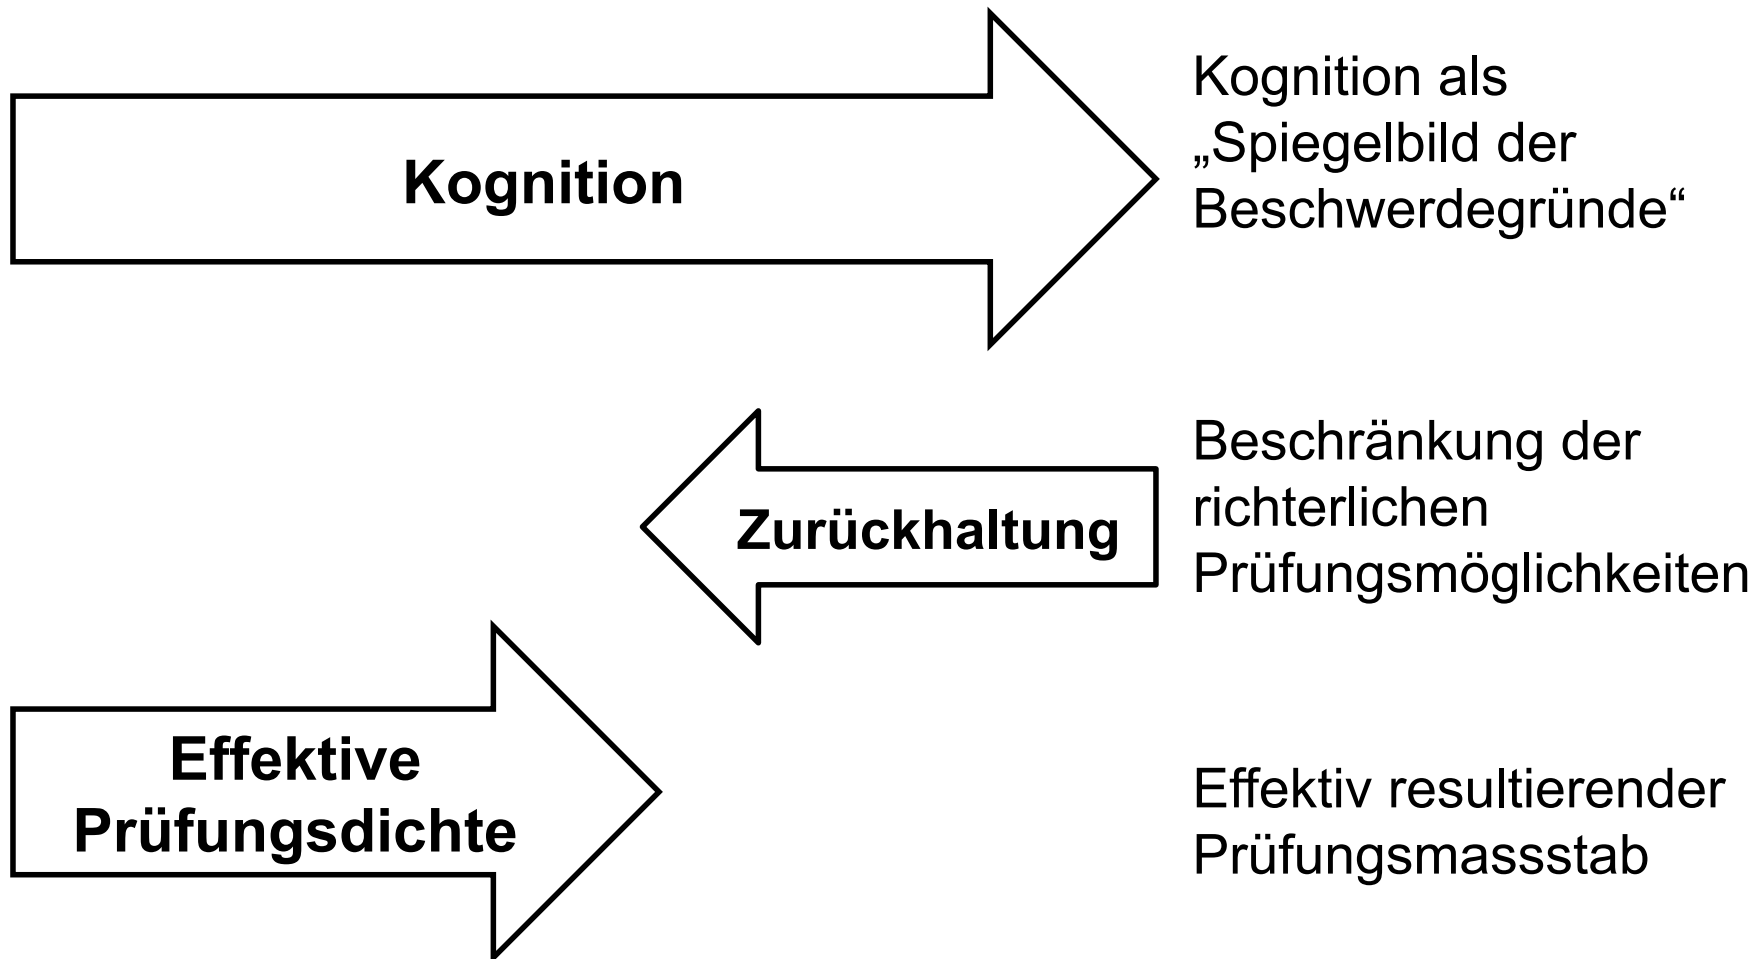 Kognition
Kognition als
„Spiegelbild der
Beschwerdegründe“
Zurückhaltung
Beschränkung der
richterlichen
Prüfungsmöglichkeiten
Effektive
Prüfungsdichte
Effektiv resultierender
Prüfungsmassstab